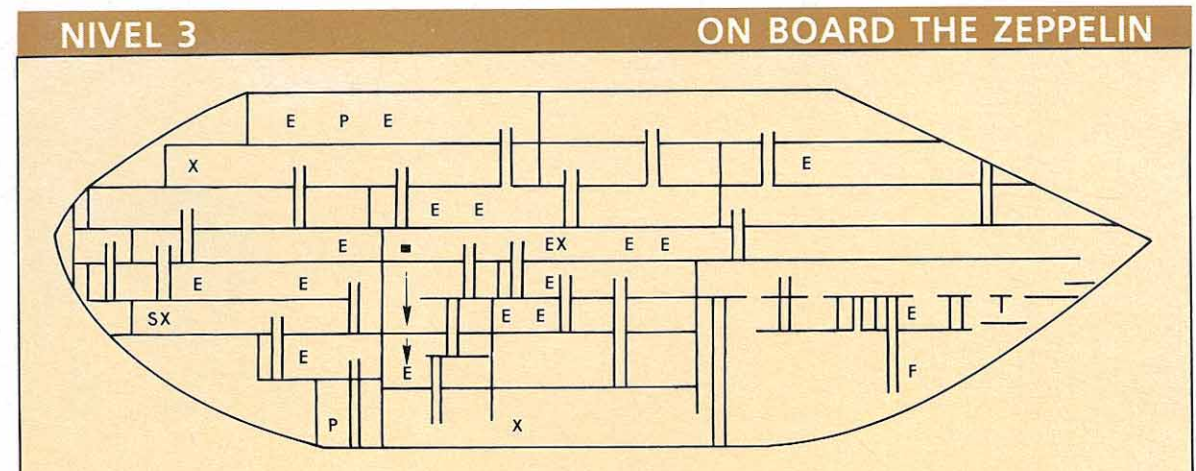 NIVEL 3 ON BOARD THE ZEPPELIN
E P E
X E
E E
E EX E E
E E E
SX E E E T
E E F
P X